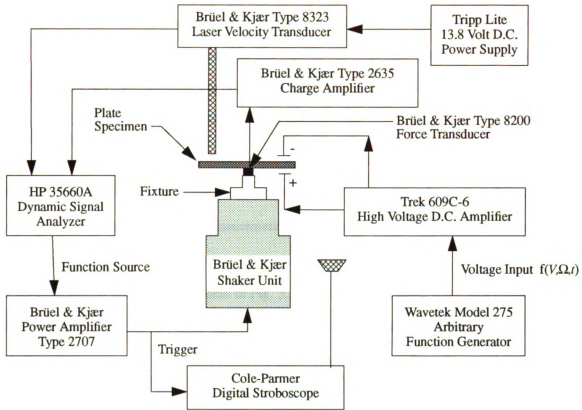 Brüel & Kjær Type 8323
Laser Velocity Transducer
Tripp Lite
13.8 Volt D.C.
Power Supply
Brüel & Kjær Type 2635
Charge Amplifier
Plate
Specimen
Brüel & Kjær Type 8200
Force Transducer
-
+
Fixture
HP 35660A
Dynamic Signal
Analyzer
Trek 609C-6
High Voltage D.C. Amplifier
Function Source
Brüel & Kjær
Shaker Unit
Voltage Input f(V,Ω,t)
Brüel & Kjær
Power Amplifier
Type 2707
Trigger
Wavetek Model 275
Arbitrary
Function Generator
Cole-Parmer
Digital Stroboscope